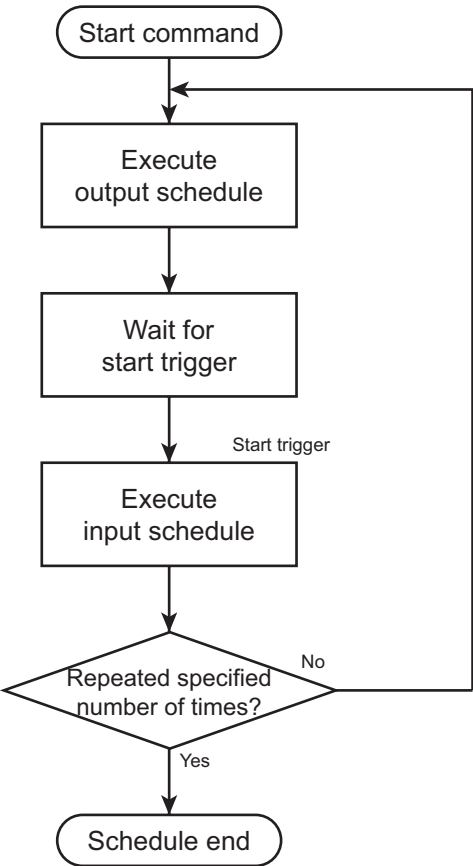 Start command
Execute
output schedule
Wait for
start trigger
Start trigger
Execute
input schedule
No
Repeated specified
number of times?
Yes
Schedule end